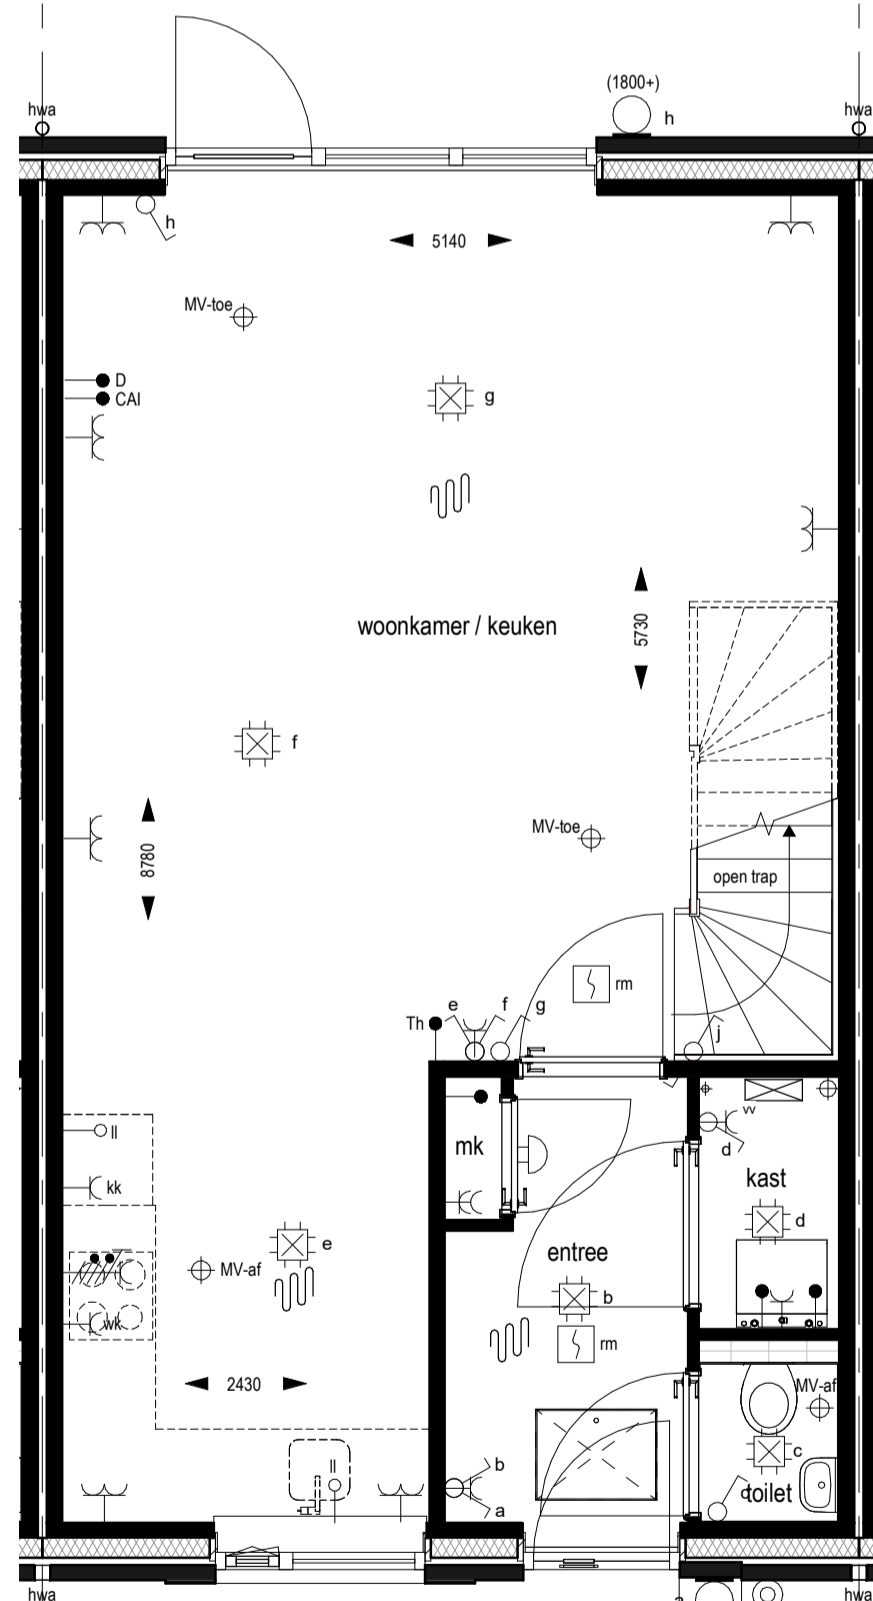 (1800+)
hwa
h
hwa
h
5140
MV-toe
D
CAI
g
woonkamer / keuken
5730
f
MV-toe
8780
open trap
rm
e
f
g
Th
j
ll
mk
d
kast
kk
d
e
entree
MV-af
b
wk
rm
2430
MV-af
c
ll
b
toilet
a
hwa
a
hwa